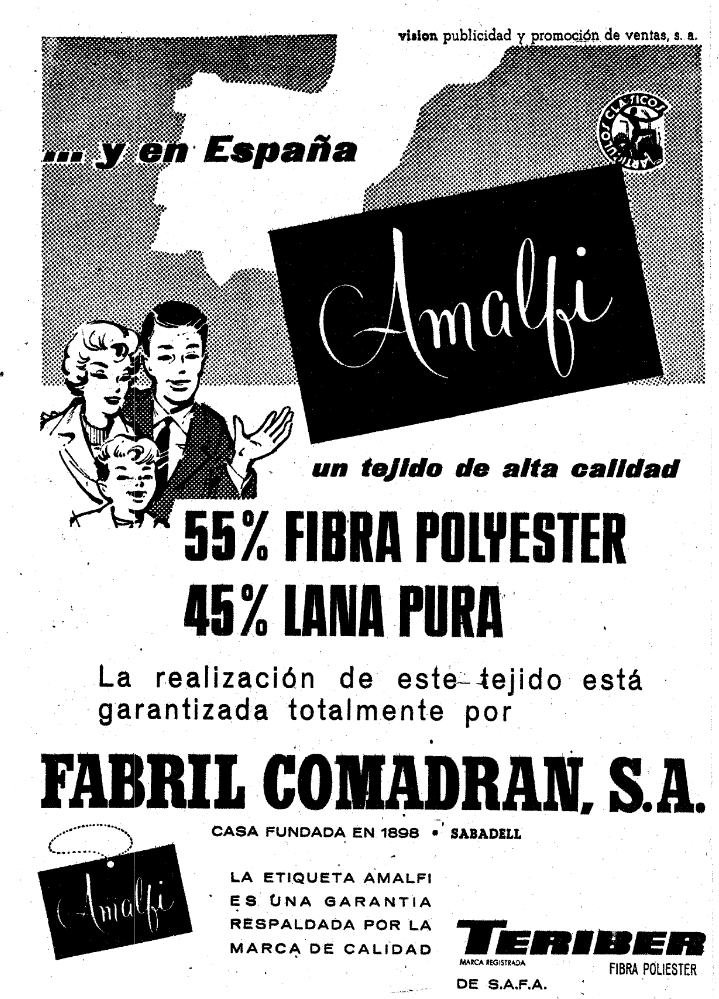 vision publicidad y promoción de ventas, s. a.
ARTICULOS CLASICOS
... y en España
Amalfi
un tejido de alta calidad
55% FIBRA POLYESTER
45% LANA PURA
La realización de este tejido está
garantizada totalmente por
FABRIL COMADRAN, S.A.
CASA FUNDADA EN 1898 • SABADELL
Amalfi
LA ETIQUETA AMALFI
ES UNA GARANTIA
RESPALDADA POR LA
MARCA DE CALIDAD
TERIBER
MARCA REGISTRADA
FIBRA POLIESTER
DE S.A.F.A.